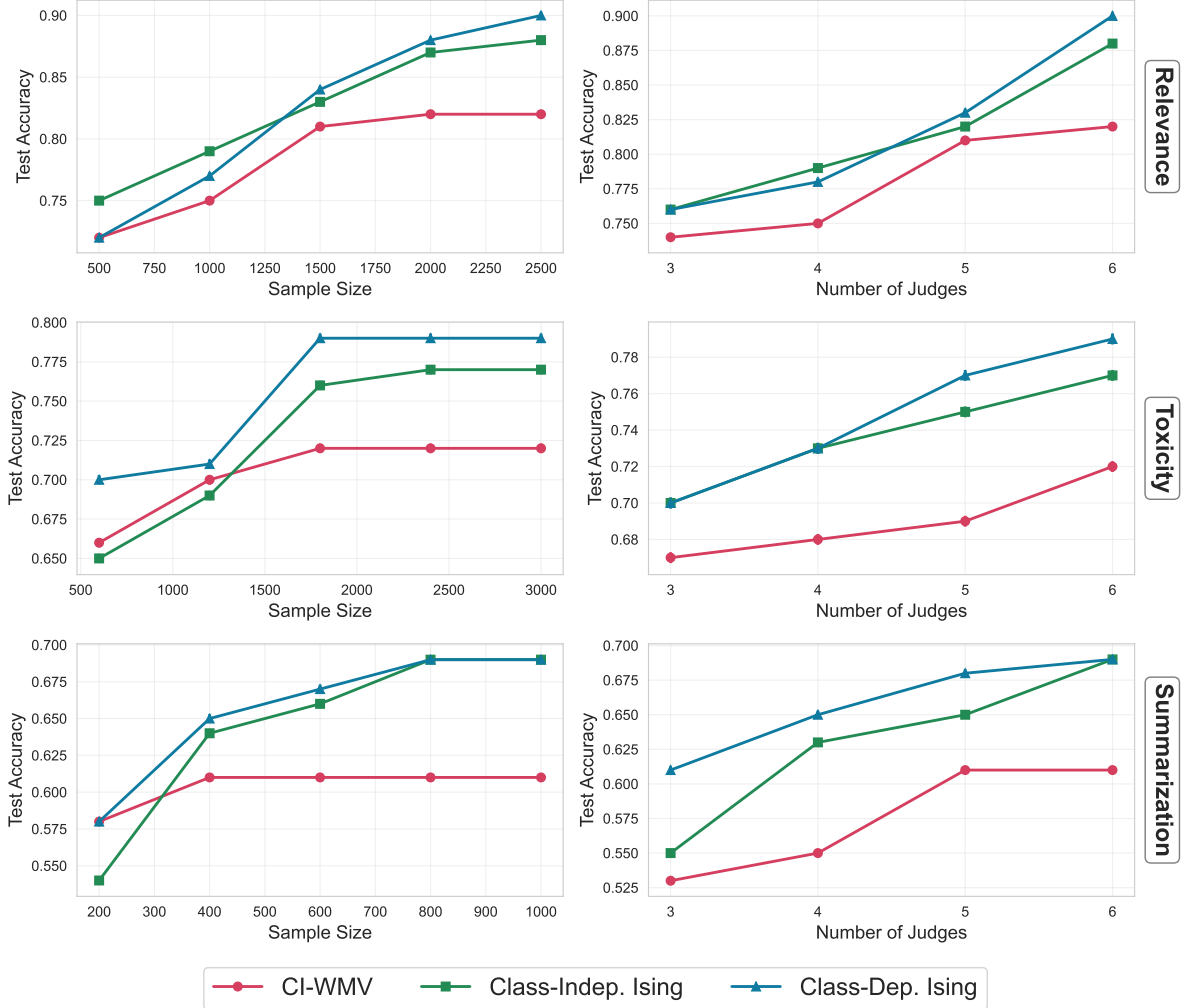 0.90
0.85
0.80
0.75
Test Accuracy
500 750 1000 1250 1500 1750 2000 2250 2500
Sample Size
0.900
0.875
0.850
0.825
0.800
0.775
0.750
Test Accuracy
3 4 5 6
Number of Judges
Relevance
0.800
0.775
0.750
0.725
0.700
0.675
0.650
Test Accuracy
500 1000 1500 2000 2500 3000
Sample Size
0.78
0.76
0.74
0.72
0.70
0.68
Test Accuracy
3 4 5 6
Number of Judges
Toxicity
0.700
0.675
0.650
0.625
0.600
0.575
0.550
Test Accuracy
200 300 400 500 600 700 800 900 1000
Sample Size
0.700
0.675
0.650
0.625
0.600
0.575
0.550
0.525
Test Accuracy
3 4 5 6
Number of Judges
Summarization
CI-WMV Class-Indep. Ising Class-Dep. Ising